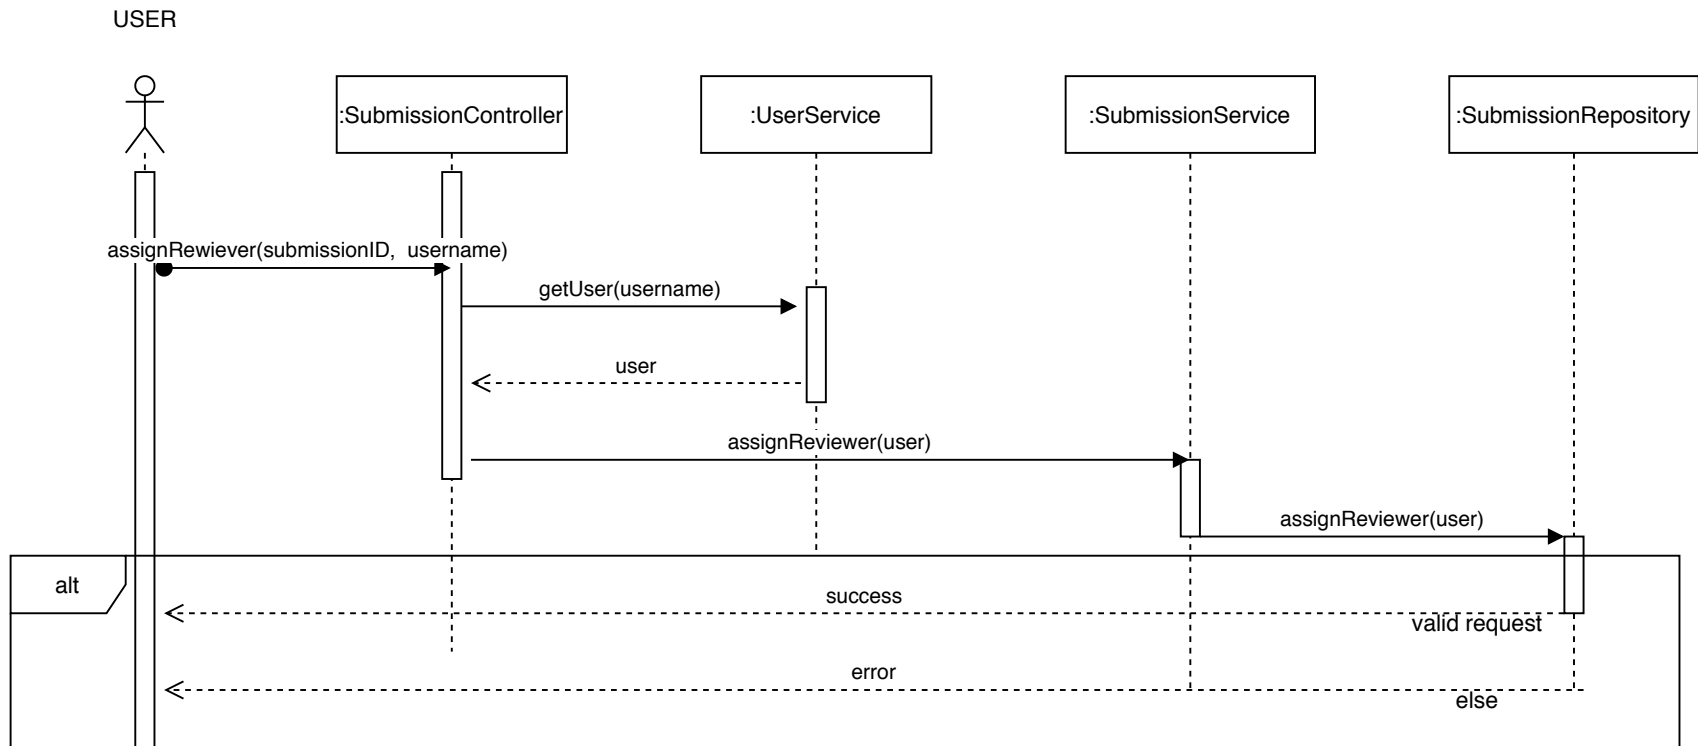 USER
:SubmissionController
:UserService
:SubmissionService
:SubmissionRepository
assignRewiever(submissionID,  username)
getUser(username)
user
assignReviewer(user)
assignReviewer(user)
alt
success
valid request
error
else